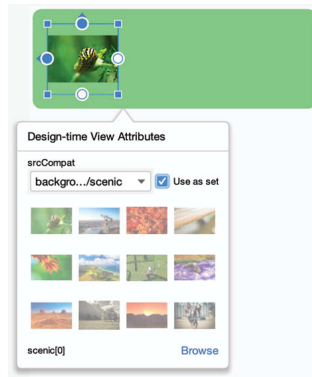 Design-time View Attributes
srcCompat
backgro.../scenic
Use as set
scenic[0]
Browse